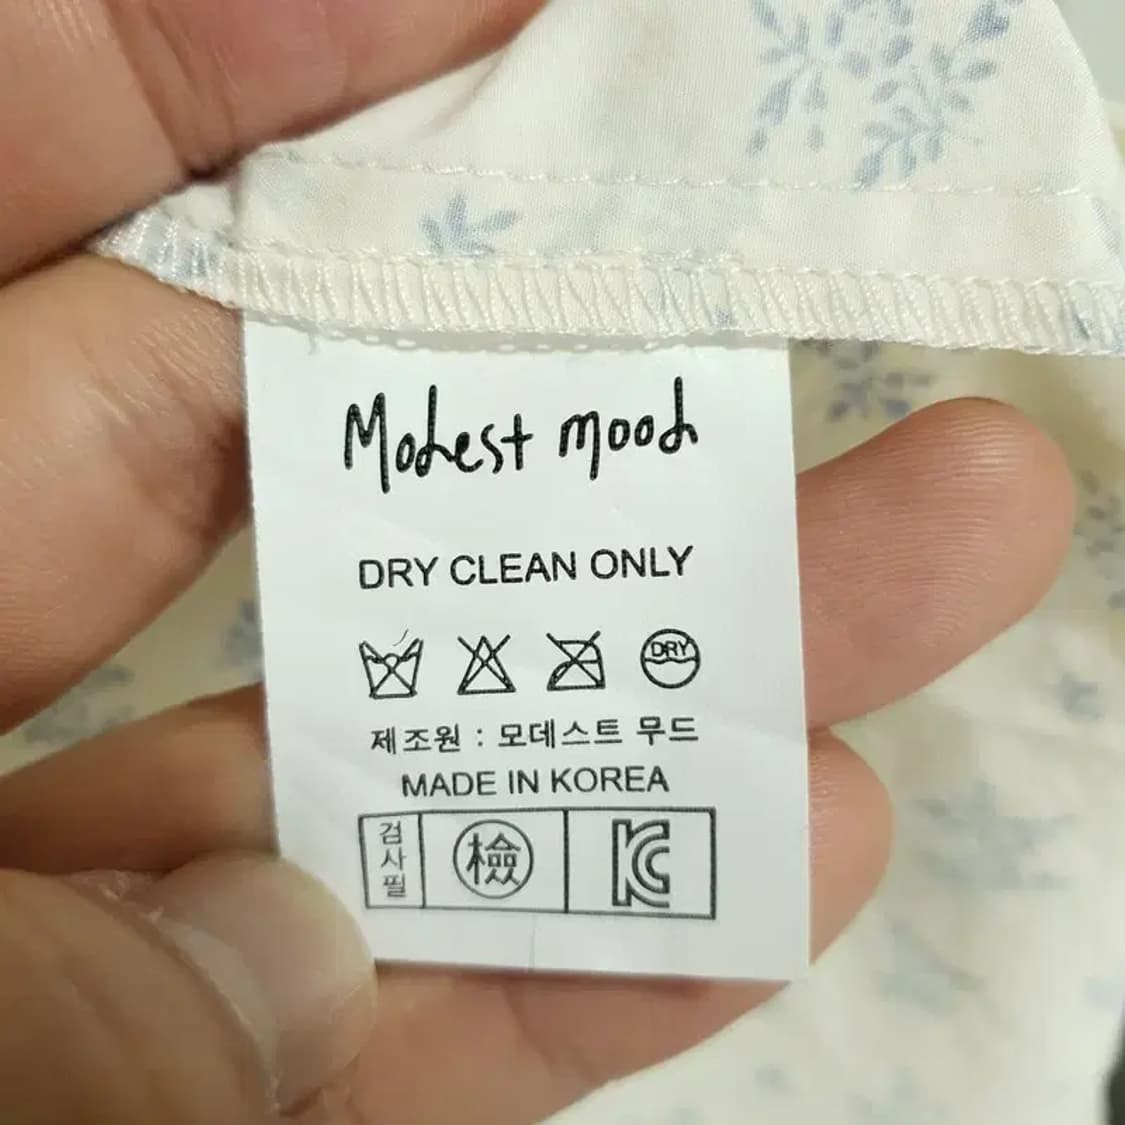 Modest mood
DRY CLEAN ONLY
DRY
제조원 : 모데스트 무드
MADE IN KOREA
검사필 檢 KC